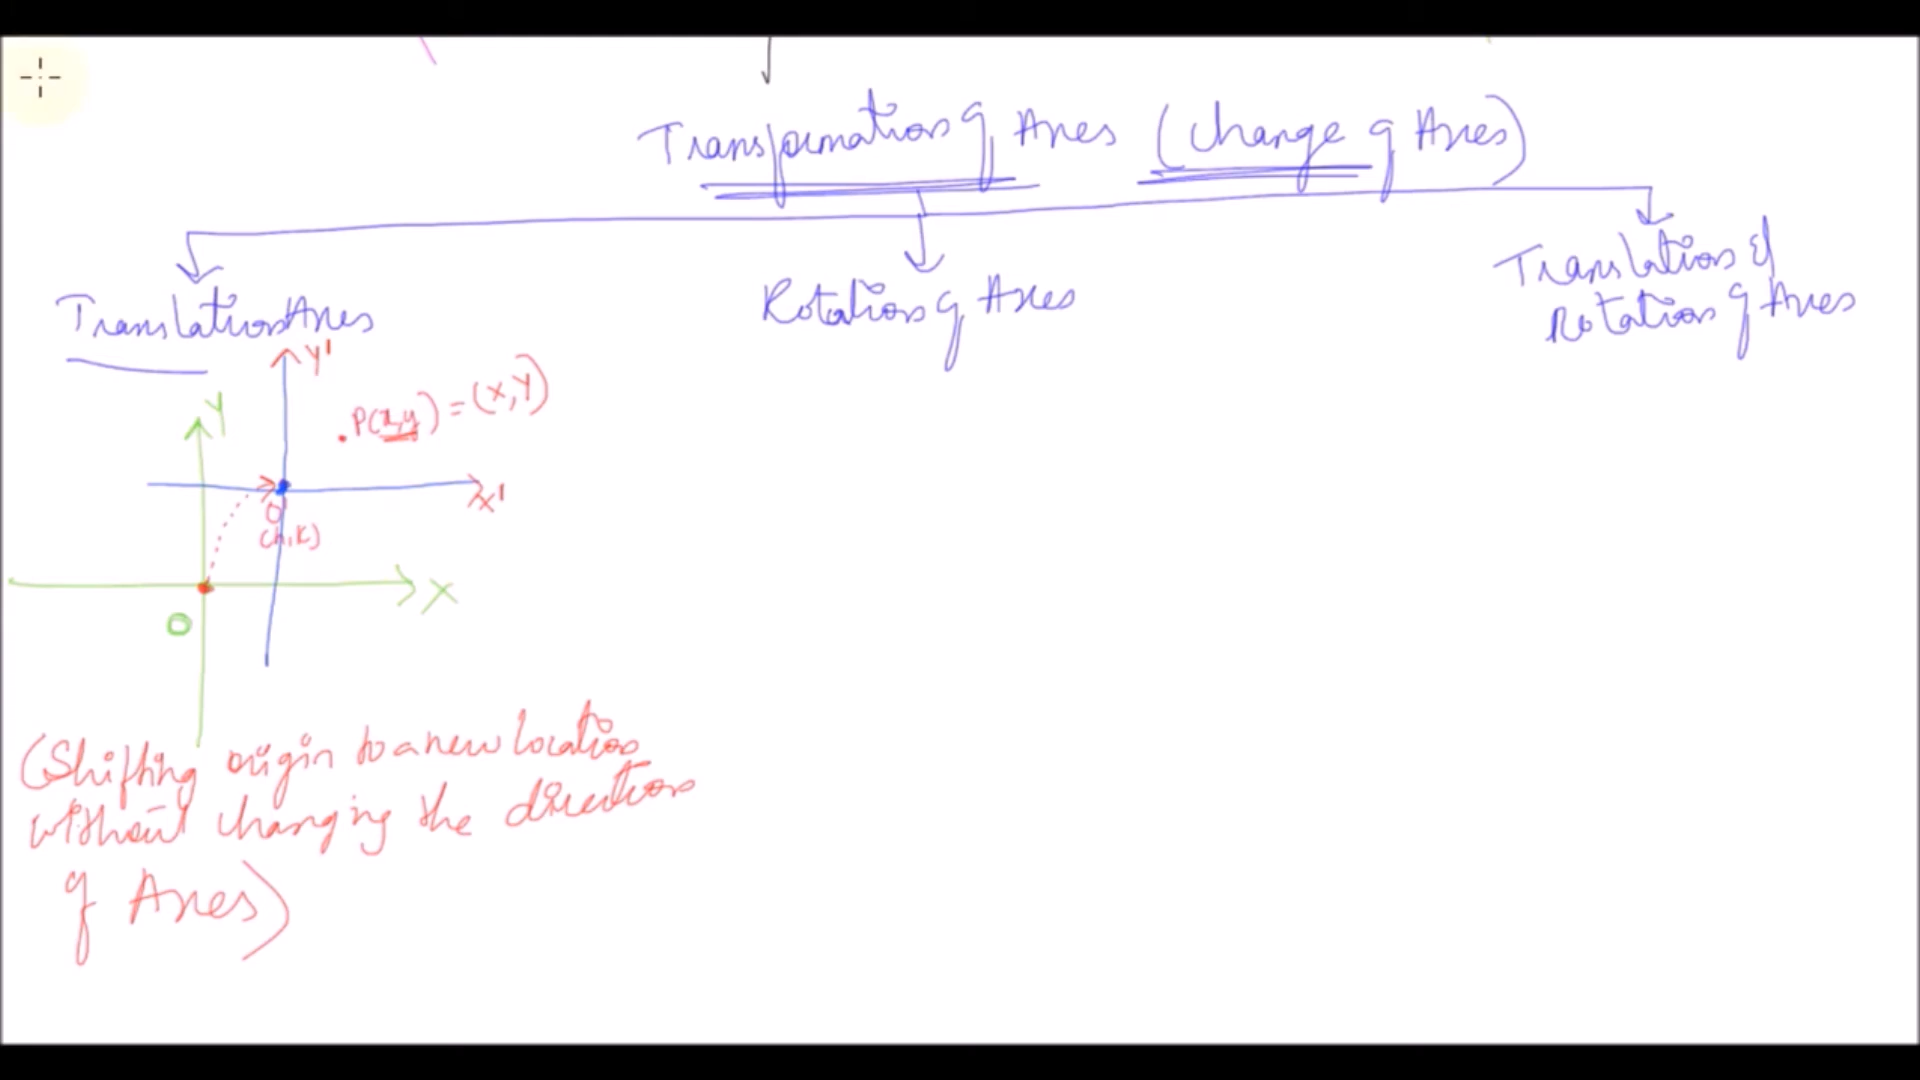 Transformation of Axes (Change of Axes)
Translation Axes
Rotation of Axes
Translation &
Rotation of Axes
Y'
Y
P(x,y) = (X,Y)
X'
O'
(h,k)
X
O
(Shifting origin to a new location
without changing the direction
of Axes)